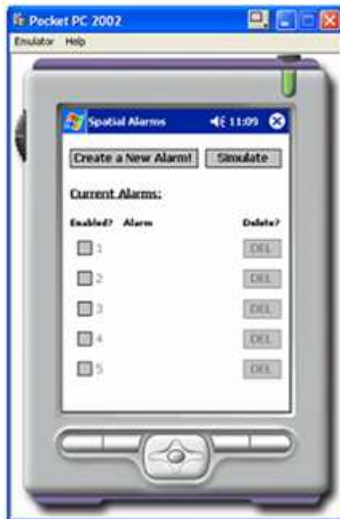 Pocket PC 2002
Emulator Help
Spatial Alarms 11:09
Create a New Alarm! Simulate
Current Alarms:
Enabled? Alarm Delete?
1 DEL
2 DEL
3 DEL
4 DEL
5 DEL